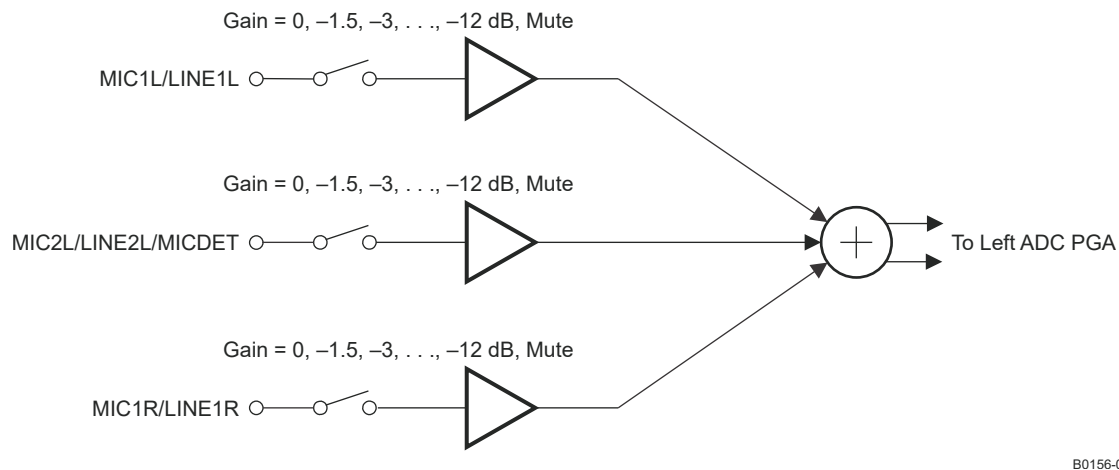 Gain = 0, –1.5, –3, . . ., –12 dB, Mute
MIC1L/LINE1L
Gain = 0, –1.5, –3, . . ., –12 dB, Mute
MIC2L/LINE2L/MICDET
+
To Left ADC PGA
Gain = 0, –1.5, –3, . . ., –12 dB, Mute
MIC1R/LINE1R